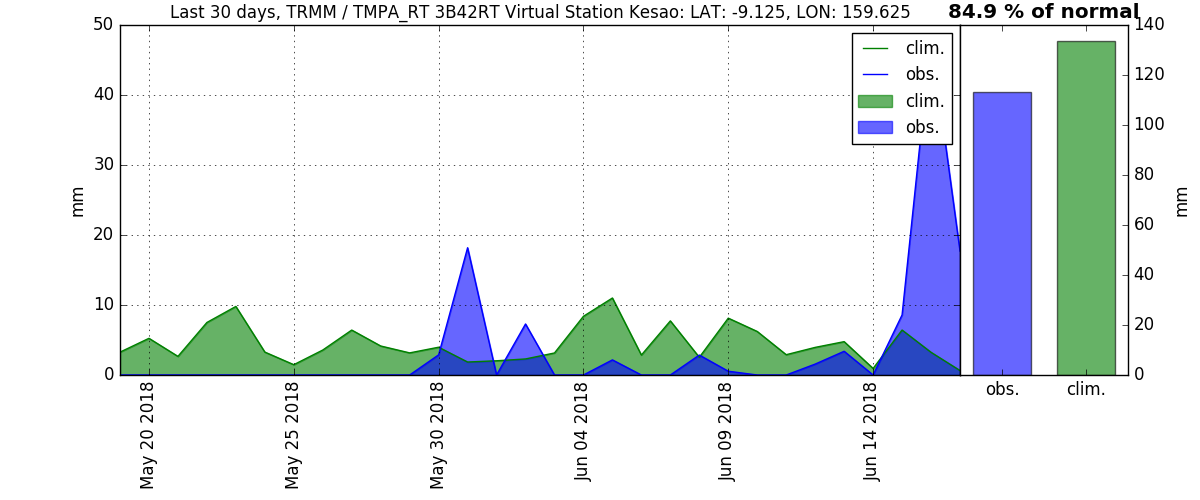 Last 30 days, TRMM / TMPA_RT 3B42RT Virtual Station Kesao: LAT: -9.125, LON: 159.625
84.9 % of normal
50
40
30
20
10
0
mm
clim.
obs.
clim.
obs.
May 20 2018
May 25 2018
May 30 2018
Jun 04 2018
Jun 09 2018
Jun 14 2018
140
120
100
80
60
40
20
0
mm
obs.
clim.